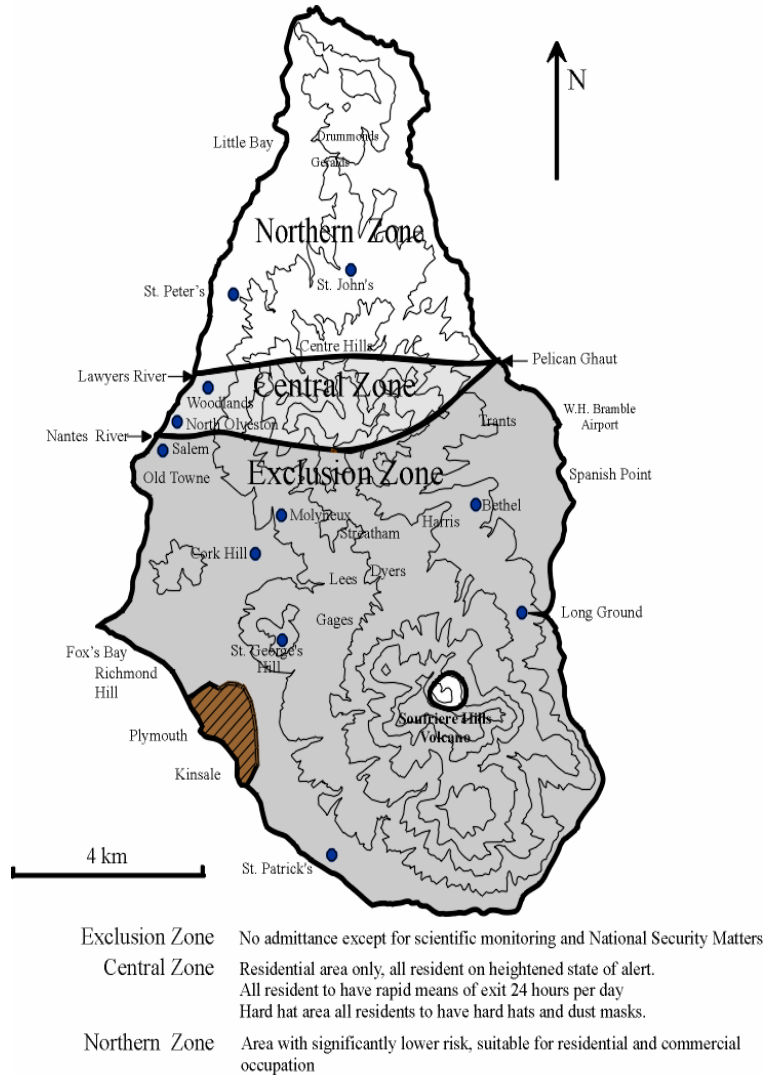 N
Drummonds
Little Bay
Geralds
Northern Zone
St. John's
St. Peter's
Centre Hills
Pelican Ghaut
Lawyers River
Central Zone
Woodlands
W.H. Bramble
Airport
Trants
North Olveston
Nantes River
Salem
Exclusion Zone
Old Towne
Spanish Point
Bethel
Molyneux
Harris
Streatham
Cork Hill
Dyers
Lees
Long Ground
Gages
Fox's Bay
St. George's
Hill
Richmond
Hill
Soufriere Hills
Volcano
Plymouth
Kinsale
4 km
St. Patrick's
Exclusion Zone No admittance except for scientific monitoring and National Security Matters
Central Zone Residential area only, all resident on heightened state of alert.
All resident to have rapid means of exit 24 hours per day
Hard hat area all residents to have hard hats and dust masks.
Northern Zone Area with significantly lower risk, suitable for residential and commercial
occupation